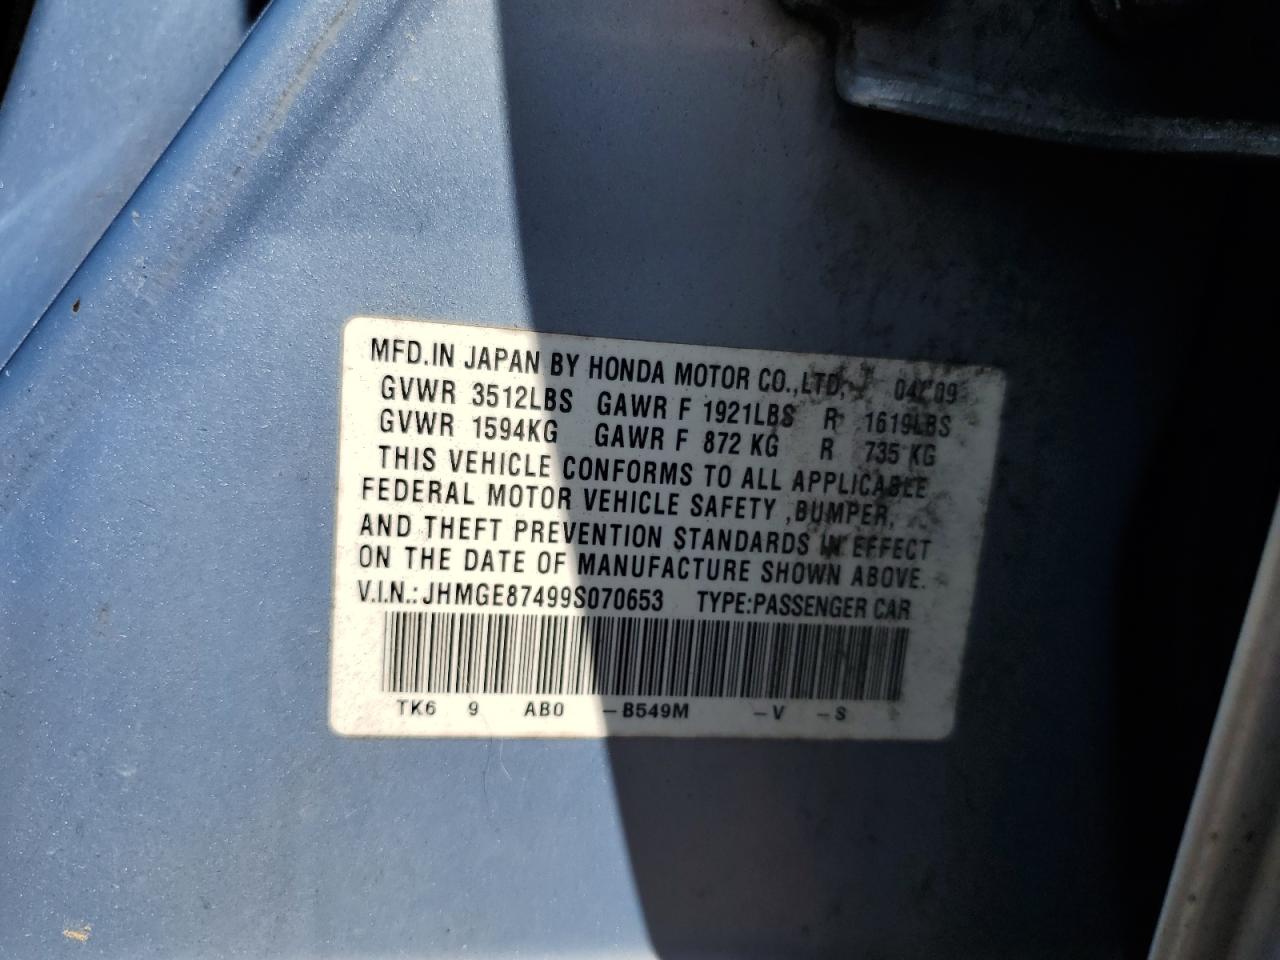 MFD.IN JAPAN BY HONDA MOTOR CO.,LTD, 04/'09
GVWR 3512LBS GAWR F 1921LBS R 1619LBS
GVWR 1594KG GAWR F 872 KG R 735 KG
THIS VEHICLE CONFORMS TO ALL APPLICABLE
FEDERAL MOTOR VEHICLE SAFETY ,BUMPER,
AND THEFT PREVENTION STANDARDS IN EFFECT
ON THE DATE OF MANUFACTURE SHOWN ABOVE.
V.I.N.:JHMGE87499S070653 TYPE:PASSENGER CAR
TK6 9 AB0 -B549M -V -S